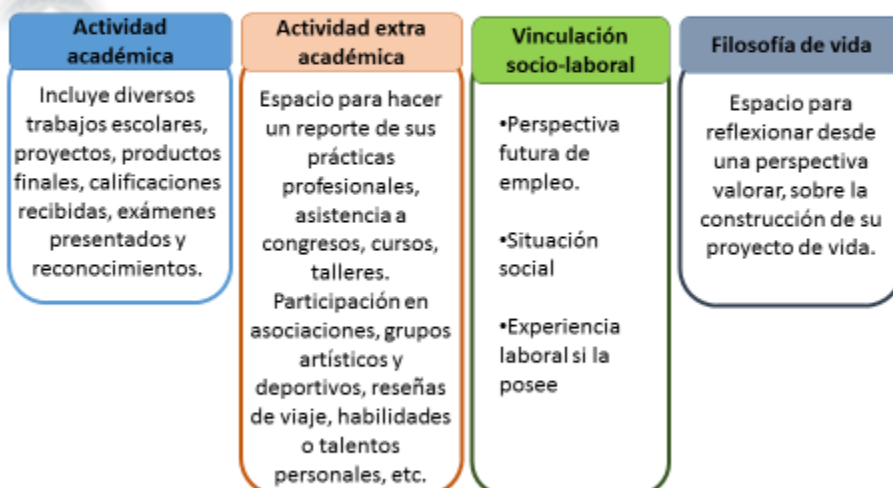 Actividad
académica
Incluye diversos
trabajos escolares,
proyectos, productos
finales, calificaciones
recibidas, exámenes
presentados y
reconocimientos.
Actividad extra
académica
Espacio para hacer
un reporte de sus
prácticas
profesionales,
asistencia a
congresos, cursos,
talleres.
Participación en
asociaciones, grupos
artísticos y
deportivos, reseñas
de viaje, habilidades
o talentos
personales, etc.
Vinculación
socio-laboral
•Perspectiva
futura de
empleo.
•Situación
social
•Experiencia
laboral si la
posee
Filosofía de vida
Espacio para
reflexionar desde
una perspectiva
valorar, sobre la
construcción de su
proyecto de vida.